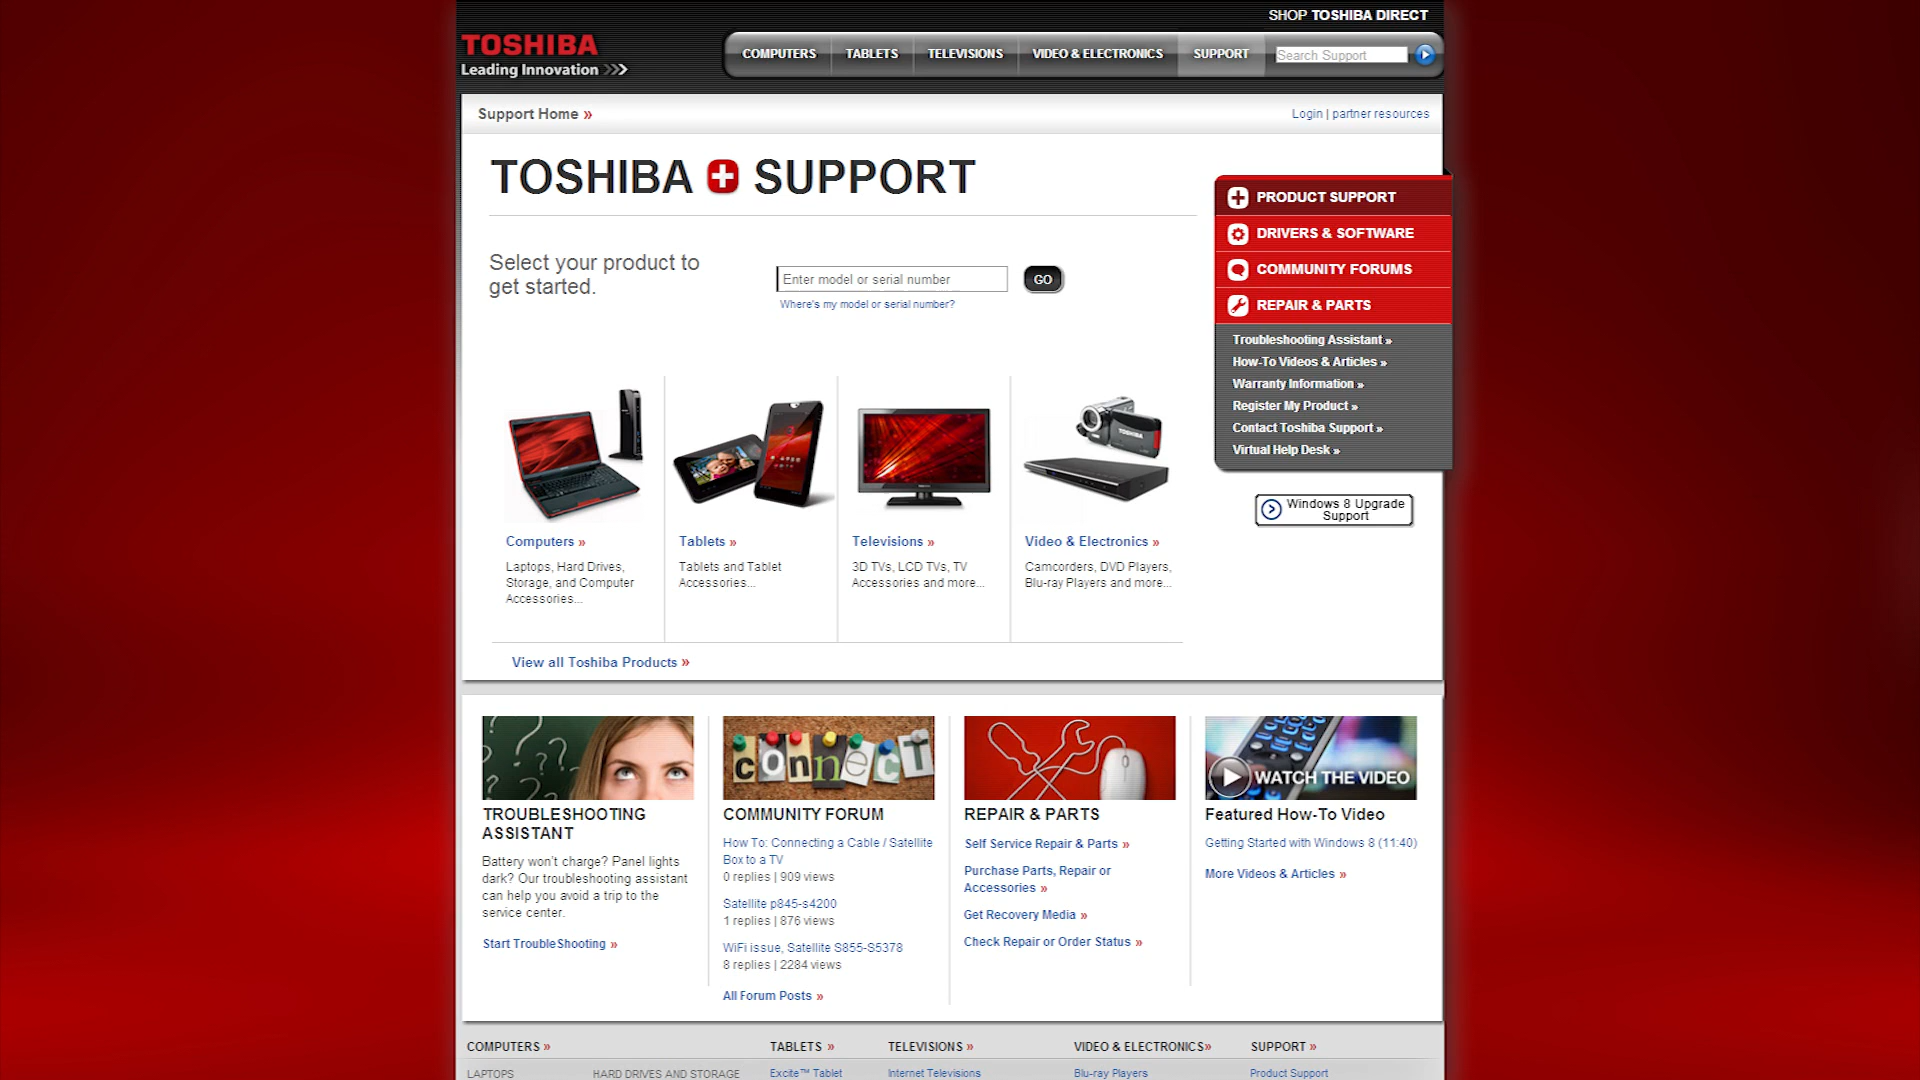 SHOP TOSHIBA DIRECT
TOSHIBA
Leading Innovation >>>
COMPUTERS
TABLETS
TELEVISIONS
VIDEO & ELECTRONICS
SUPPORT
Search Support
Support Home »
Login | partner resources
TOSHIBA SUPPORT
Select your product to
get started.
Enter model or serial number
GO
Where's my model or serial number?
PRODUCT SUPPORT
DRIVERS & SOFTWARE
COMMUNITY FORUMS
REPAIR & PARTS
Troubleshooting Assistant »
How-To Videos & Articles »
Warranty Information »
Register My Product »
Contact Toshiba Support »
Virtual Help Desk »
Windows 8 Upgrade
Support
TOSHIBA
Computers »
Laptops, Hard Drives,
Storage, and Computer
Accessories...
Tablets »
Tablets and Tablet
Accessories...
Televisions »
3D TVs, LCD TVs, TV
Accessories and more...
Video & Electronics »
Camcorders, DVD Players,
Blu-ray Players and more...
View all Toshiba Products »
TROUBLESHOOTING
ASSISTANT
Battery won't charge? Panel lights
dark? Our troubleshooting assistant
can help you avoid a trip to the
service center.
Start TroubleShooting »
connect
COMMUNITY FORUM
How To: Connecting a Cable / Satellite
Box to a TV
0 replies | 909 views
Satellite p845-s4200
1 replies | 876 views
WiFi issue, Satellite S855-S5378
8 replies | 2284 views
All Forum Posts »
REPAIR & PARTS
Self Service Repair & Parts »
Purchase Parts, Repair or
Accessories »
Get Recovery Media »
Check Repair or Order Status »
WATCH THE VIDEO
Featured How-To Video
Getting Started with Windows 8 (11:40)
More Videos & Articles »
COMPUTERS »
TABLETS »
TELEVISIONS »
VIDEO & ELECTRONICS»
SUPPORT »
LAPTOPS
HARD DRIVES AND STORAGE
Excite™ Tablet
Internet Televisions
Blu-ray Players
Product Support